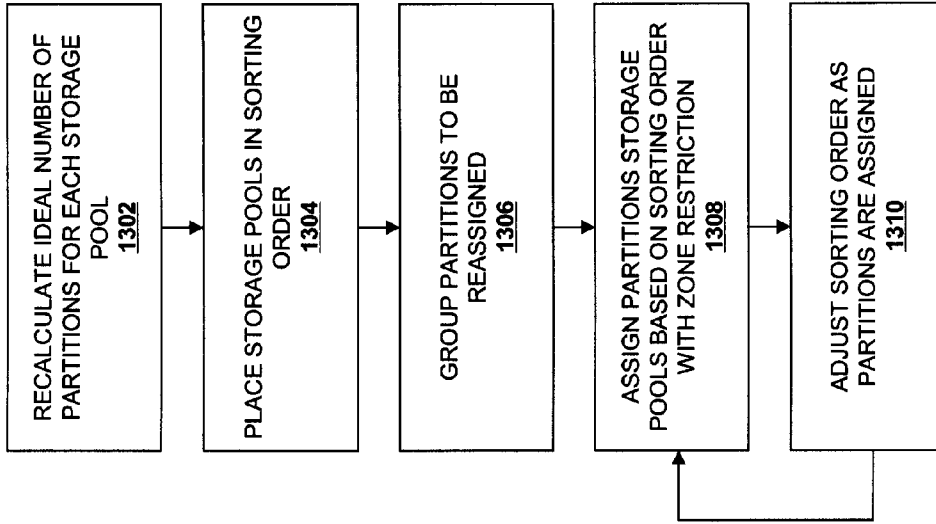 RECALCULATE IDEAL NUMBER OF
PARTITIONS FOR EACH STORAGE
POOL
1302
PLACE STORAGE POOLS IN SORTING
ORDER
1304
GROUP PARTITIONS TO BE
REASSIGNED
1306
ASSIGN PARTITIONS STORAGE
POOLS BASED ON SORTING ORDER
WITH ZONE RESTRICTION
1308
ADJUST SORTING ORDER AS
PARTITIONS ARE ASSIGNED
1310